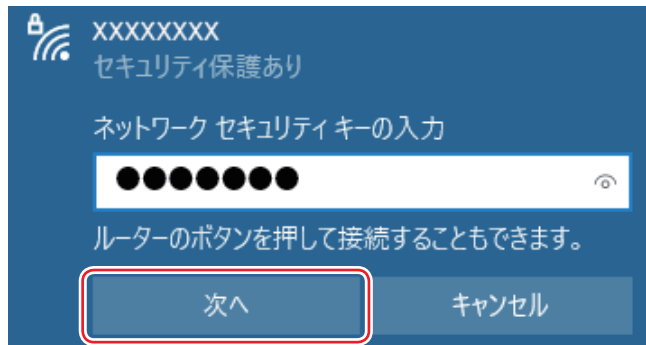 XXXXXXXX
セキュリティ保護あり
ネットワーク セキュリティ キーの入力
●●●●●●●
ルーターのボタンを押して接続することもできます。
次へ
キャンセル